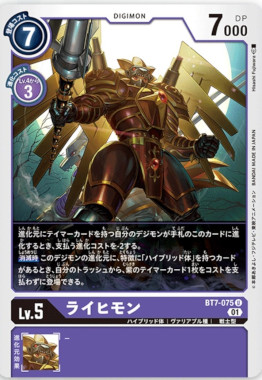 DIGIMON
登場コスト
7
7000
DP
進化コスト
Lv.4から
3
進化元にテイマーカードを持つ自分のデジモンが手札のこのカードに進
化するとき、支払う進化コストを-2する。
消滅時 このデジモンの進化元に、特徴に「ハイブリッド体」を持つカー
ドがあるとき、自分のトラッシュから、紫のテイマーカード1枚をコストを支
払わずに登場できる。
BT7-075
U
01
Lv.5
ライヒモン
ハイブリッド体
ヴァリアブル種
戦士型
進化元効果
-